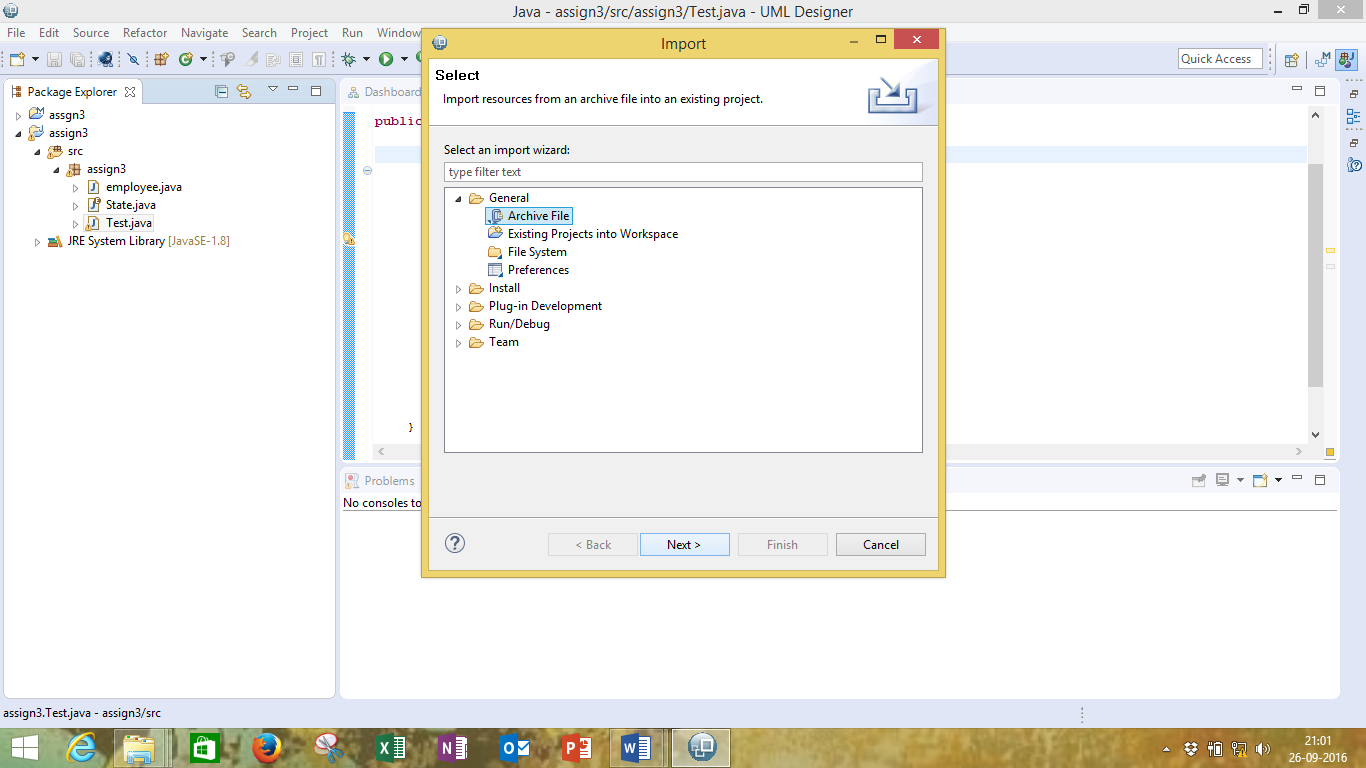 Java - assign3/src/assign3/Test.java - UML Designer
File Edit Source Refactor Navigate Search Project Run Window
Quick Access
Package Explorer
assgn3
assign3
src
assign3
employee.java
State.java
Test.java
JRE System Library [JavaSE-1.8]
Dashboard
public
}
Problems
No consoles to
Import
Select
Import resources from an archive file into an existing project.
Select an import wizard:
type filter text
General
Archive File
Existing Projects into Workspace
File System
Preferences
Install
Plug-in Development
Run/Debug
Team
< Back Next > Finish Cancel
assign3.Test.java - assign3/src
21:01
26-09-2016